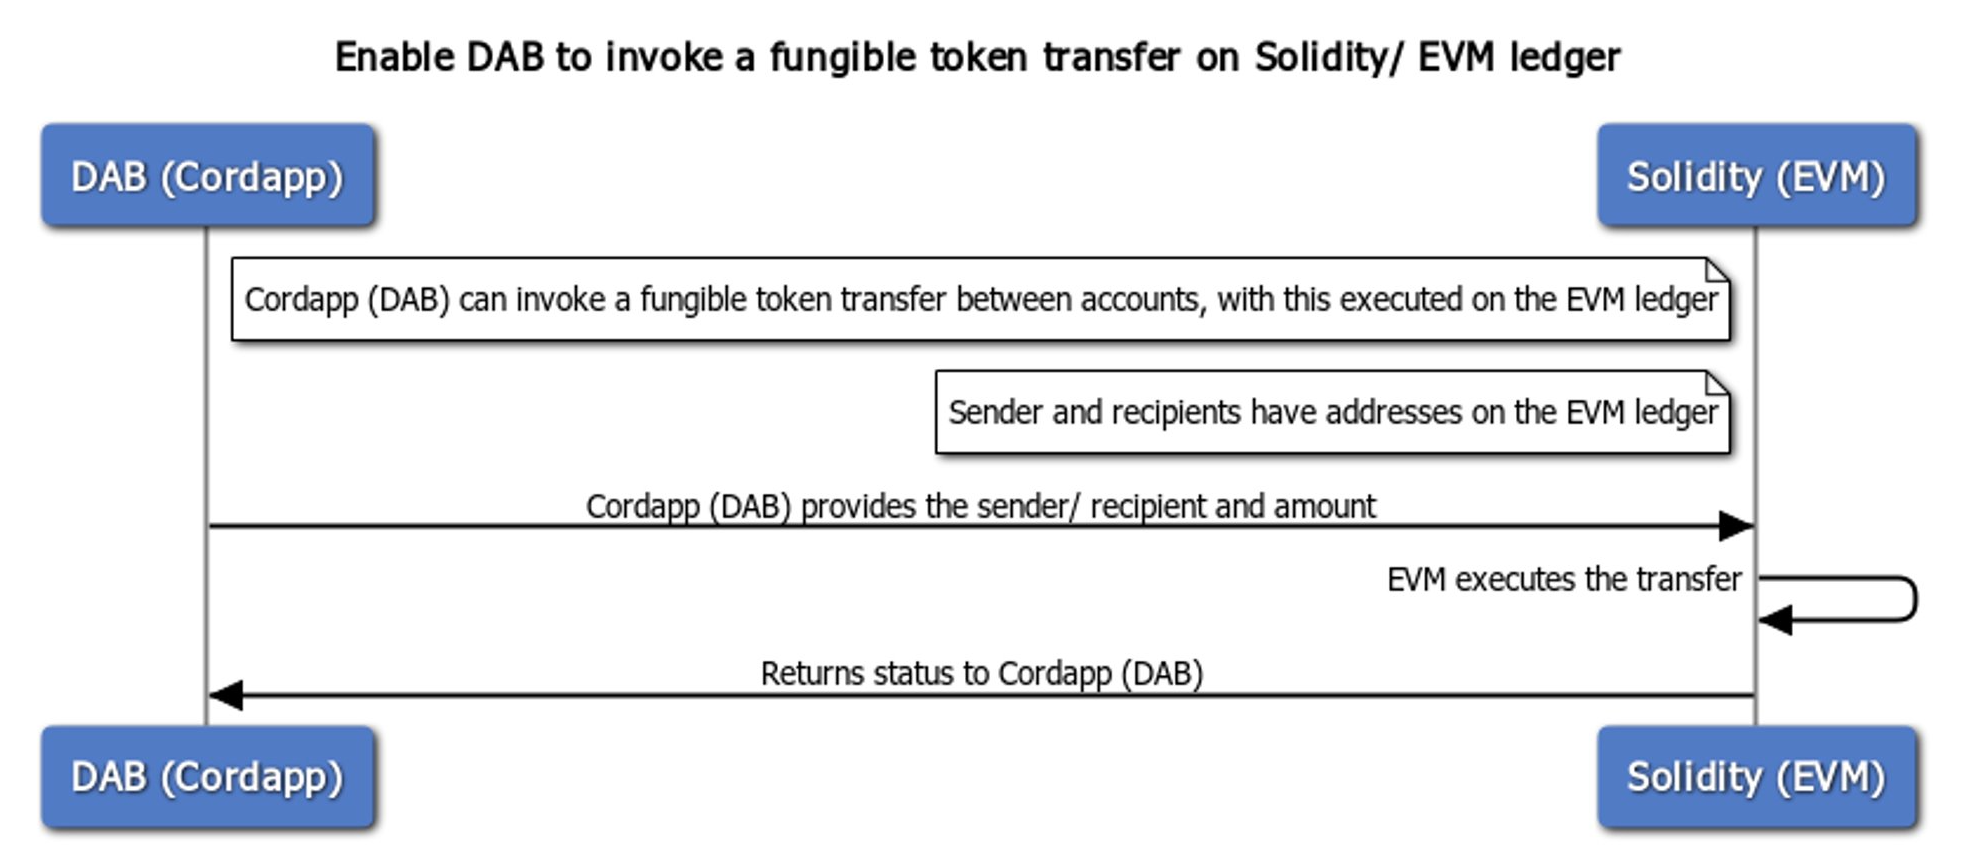 Enable DAB to invoke a fungible token transfer on Solidity/ EVM ledger
DAB (Cordapp)
Solidity (EVM)
Cordapp (DAB) can invoke a fungible token transfer between accounts, with this executed on the EVM ledger
Sender and recipients have addresses on the EVM ledger
Cordapp (DAB) provides the sender/ recipient and amount
EVM executes the transfer
Returns status to Cordapp (DAB)
DAB (Cordapp)
Solidity (EVM)